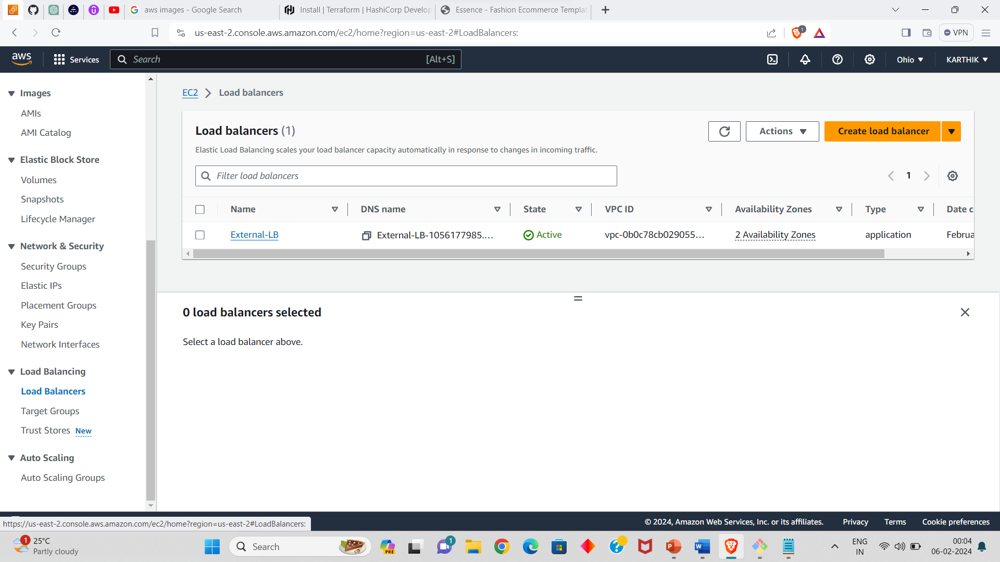 aws images - Google Search
Install | Terraform | HashiCorp Develop
Essence - Fashion Ecommerce Templat
us-east-2.console.aws.amazon.com/ec2/home?region=us-east-2#LoadBalancers:
1
VPN
aws
Services
Search
[Alt+S]
Ohio
KARTHIK
Images
AMIs
AMI Catalog
Elastic Block Store
Volumes
Snapshots
Lifecycle Manager
Network & Security
Security Groups
Elastic IPs
Placement Groups
Key Pairs
Network Interfaces
Load Balancing
Load Balancers
Target Groups
Trust Stores New
Auto Scaling
Auto Scaling Groups
EC2 > Load balancers
Load balancers (1)
Actions
Create load balancer
Elastic Load Balancing scales your load balancer capacity automatically in response to changes in incoming traffic.
Filter load balancers
1
Name DNS name State VPC ID Availability Zones Type Date c
External-LB External-LB-1056177985.... Active vpc-0b0c78cb029055... 2 Availability Zones application Februa
0 load balancers selected
Select a load balancer above.
https://us-east-2.console.aws.amazon.com/ec2/home?region=us-east-2#LoadBalancers:
© 2024, Amazon Web Services, Inc. or its affiliates. Privacy Terms Cookie preferences
1
25°C
Partly cloudy
Search
PRE
1
ENG
IN
00:04
06-02-2024